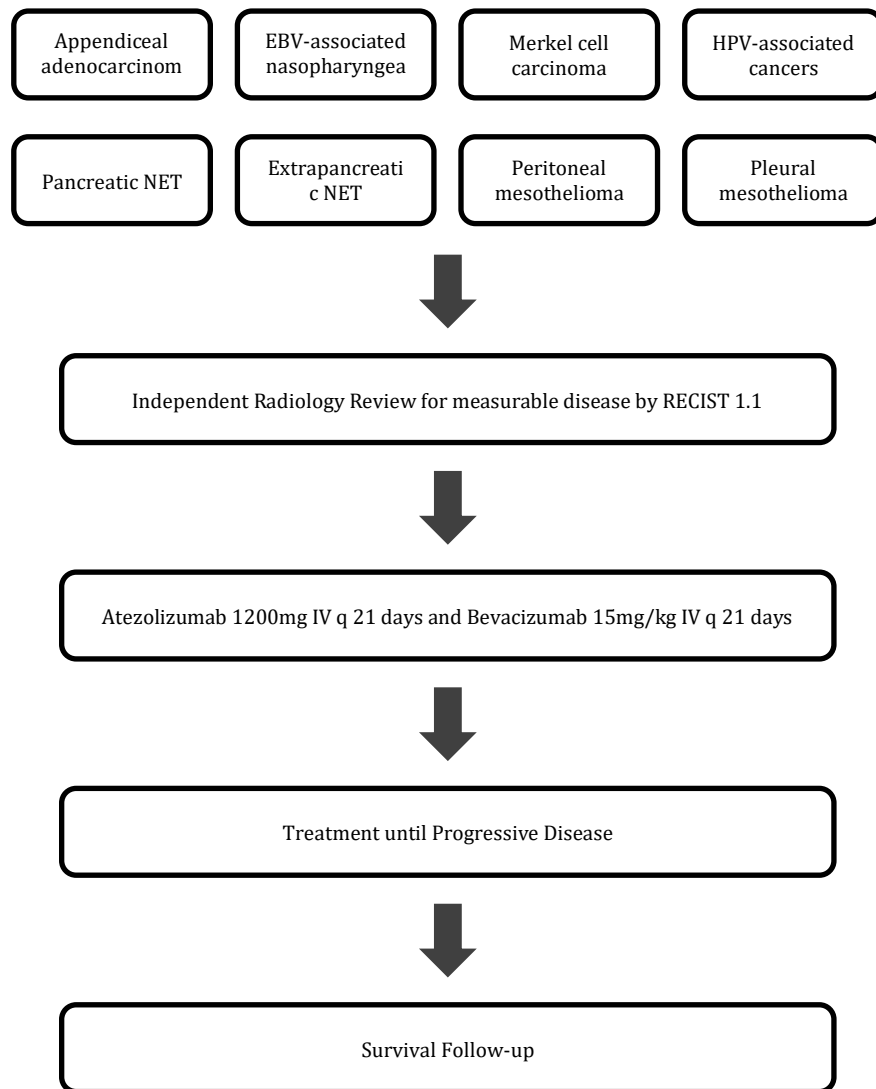 Appendiceal
adenocarcinom
EBV-associated
nasopharyngea
Merkel cell
carcinoma
HPV-associated
cancers
Pancreatic NET
Extrapancreati
c NET
Peritoneal
mesothelioma
Pleural
mesothelioma
Independent Radiology Review for measurable disease by RECIST 1.1
Atezolizumab 1200mg IV q 21 days and Bevacizumab 15mg/kg IV q 21 days
Treatment until Progressive Disease
Survival Follow-up